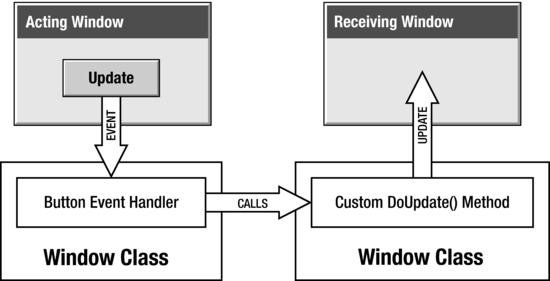 Acting Window
Receiving Window
Update
EVENT
UPDATE
Button Event Handler
CALLS
Custom DoUpdate() Method
Window Class
Window Class